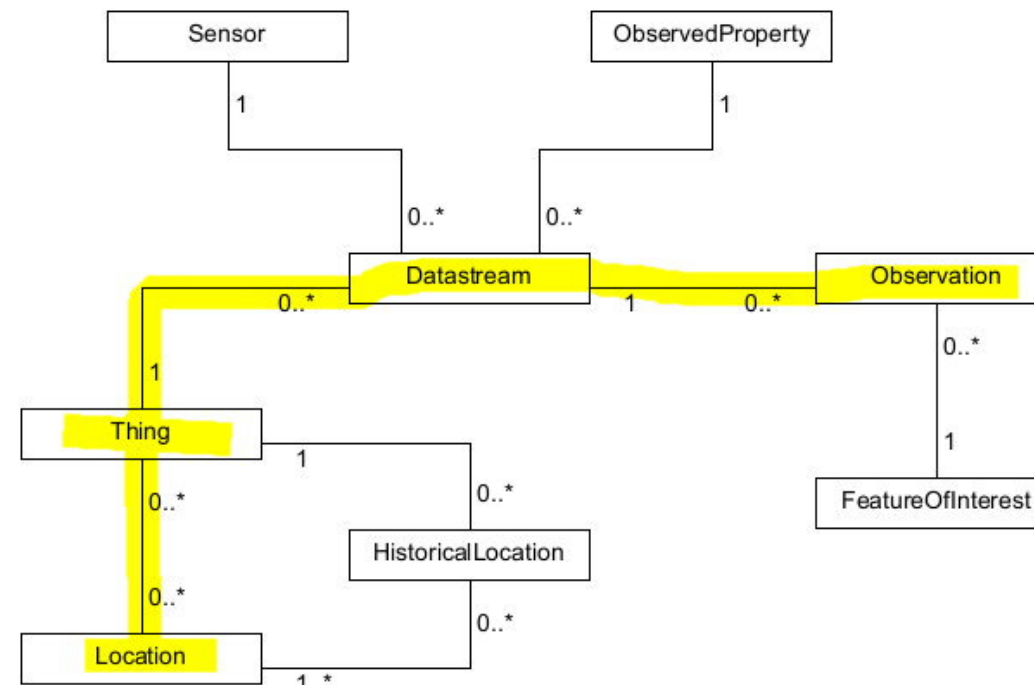 Sensor
ObservedProperty
1
1
0..*
0..*
Datastream
Observation
0..*
1
0..*
1
0..*
Thing
1
1
FeatureOfInterest
0..*
0..*
HistoricalLocation
0..*
0..*
Location
1..*